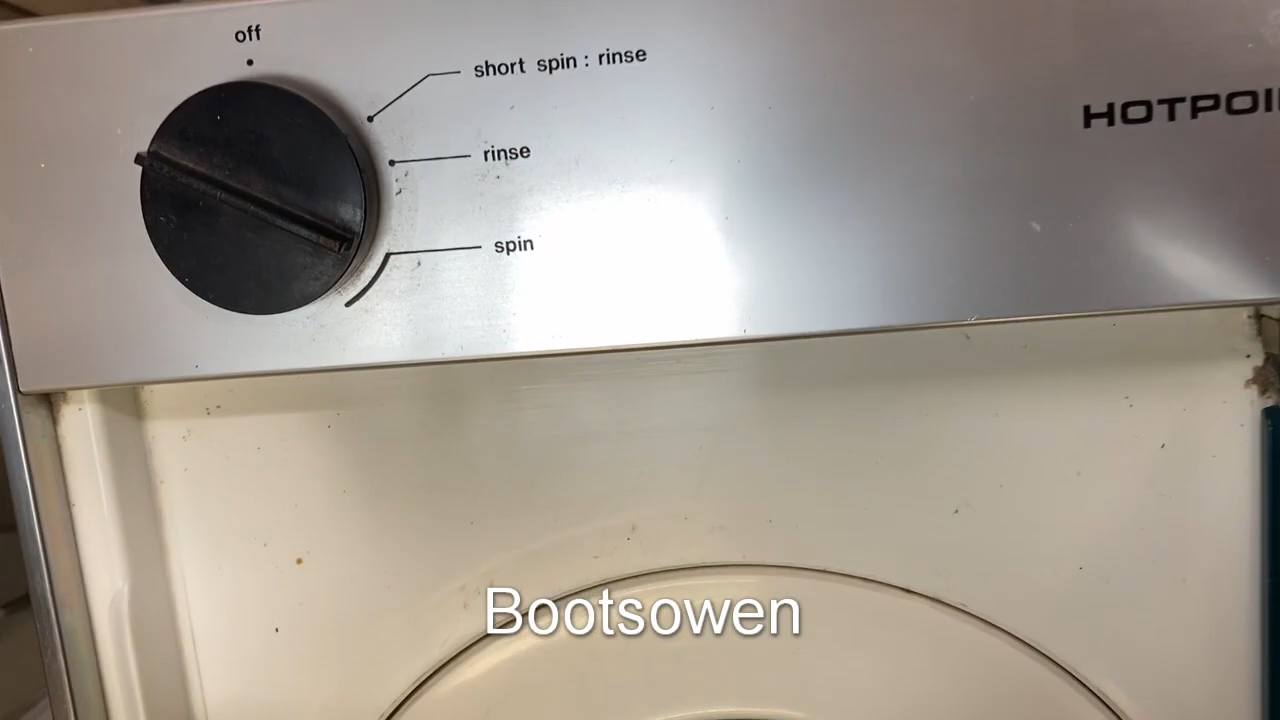 off
short spin : rinse
rinse
spin
HOTPOI
Bootsowen